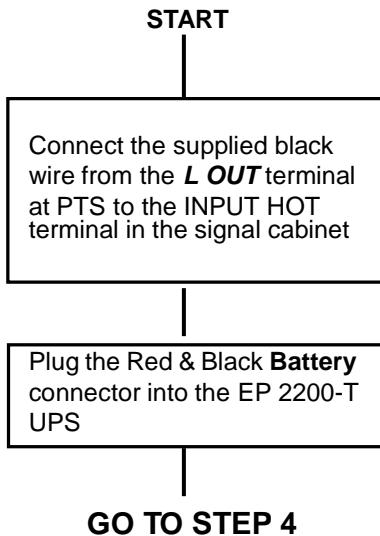 START
Connect the supplied black
wire from the L OUT terminal
at PTS to the INPUT HOT
terminal in the signal cabinet
Plug the Red & Black Battery
connector into the EP 2200-T
UPS
GO TO STEP 4